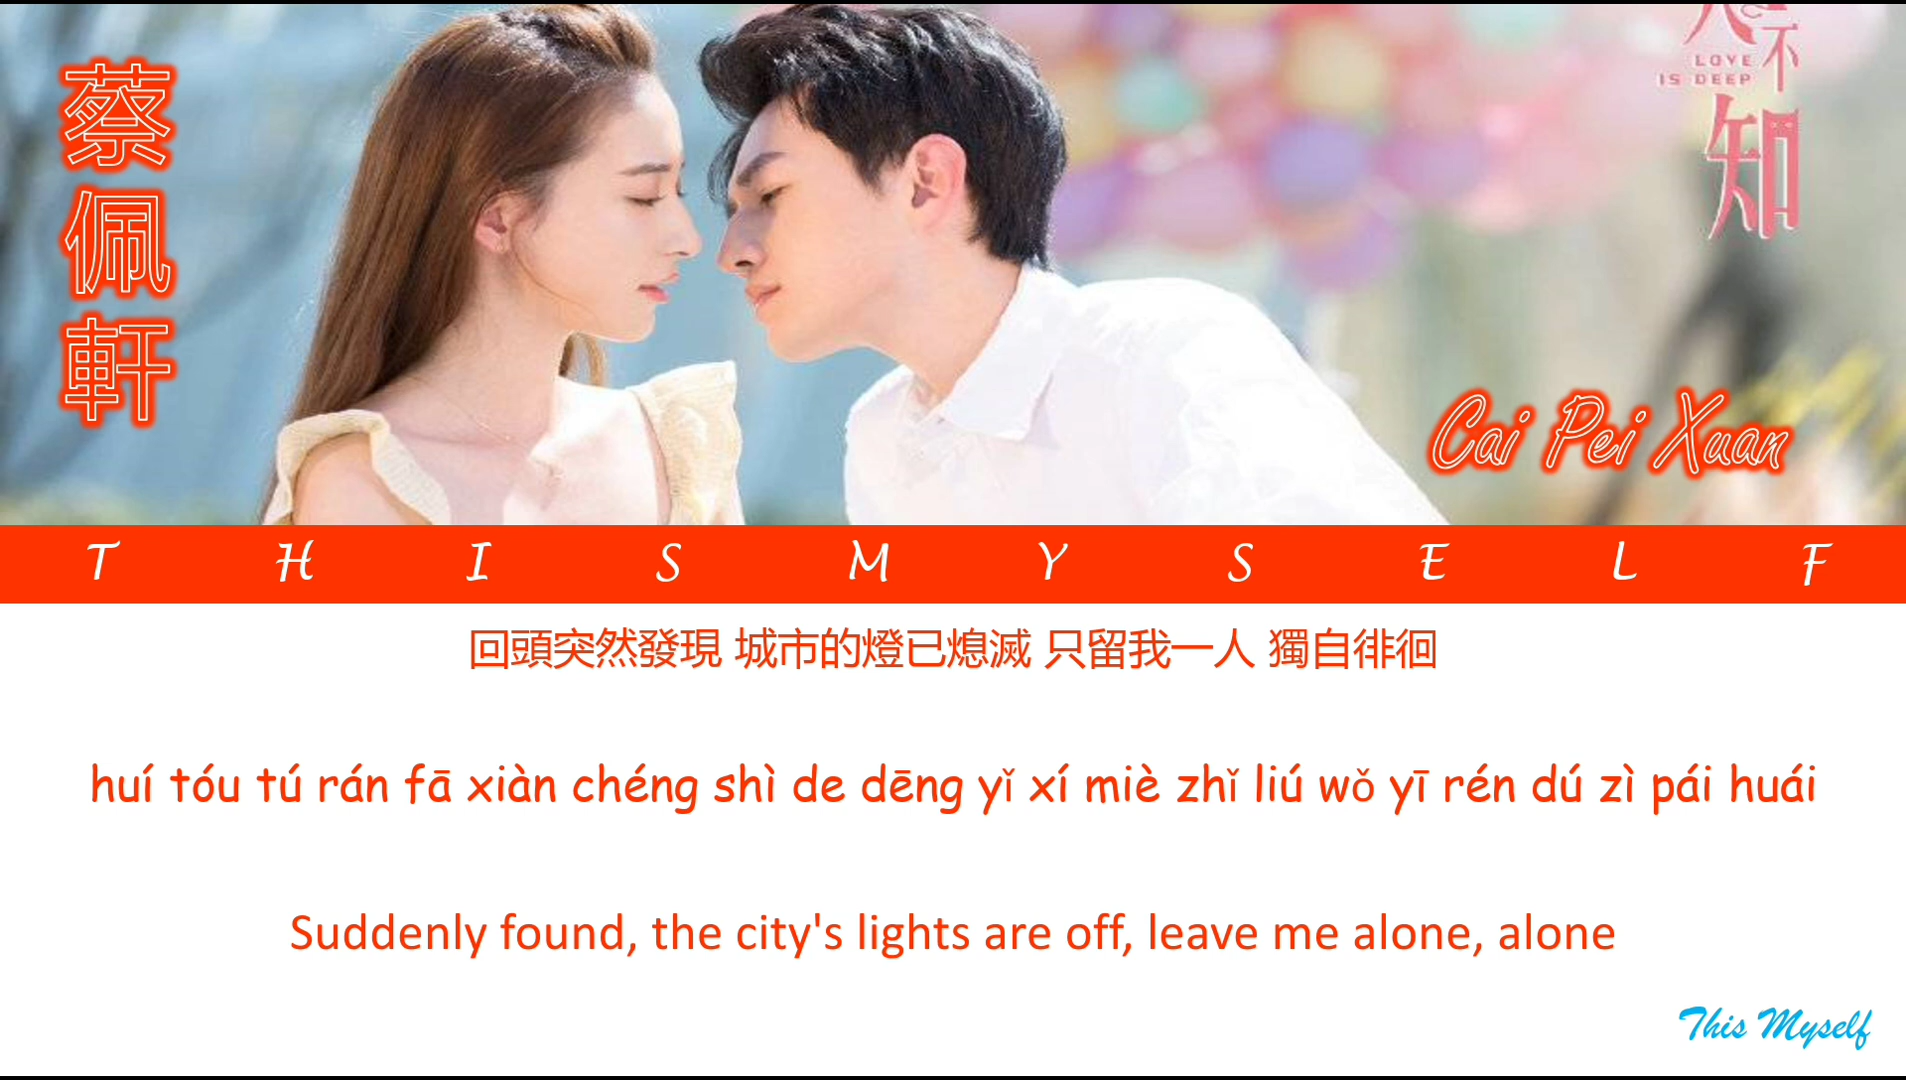 蔡佩軒
不
LOVE
IS DEEP
知
Cai Pei Xuan
T H I S M Y S E L F
回頭突然發現 城市的燈已熄滅 只留我一人 獨自徘徊
huí tóu tú rán fā xiàn chéng shì de dēng yǐ xí miè zhǐ liú wǒ yī rén dú zì pái huái
Suddenly found, the city's lights are off, leave me alone, alone
This Myself